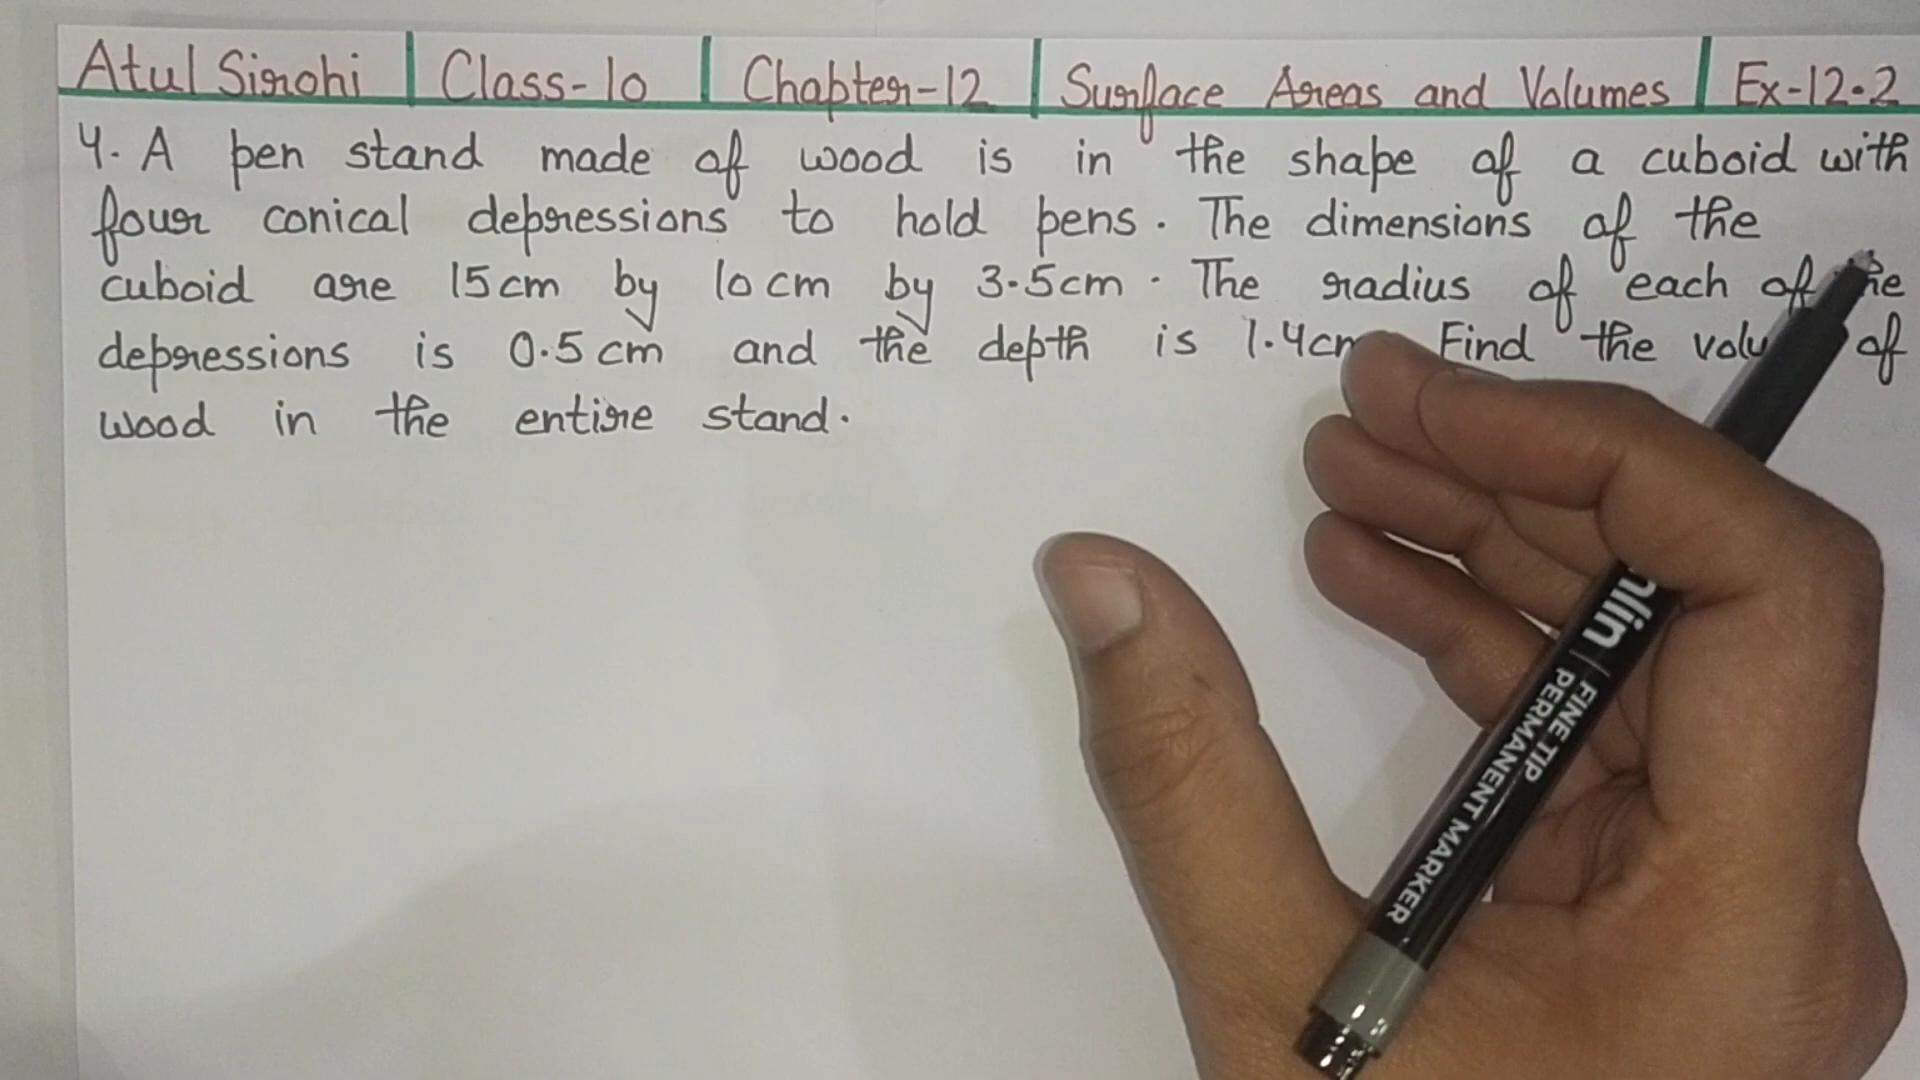 Atul Sirohi | Class-10 | Chapter-12 | Surface Areas and Volumes | Ex-12.2
4. A pen stand made of wood is in the shape of a cuboid with
four conical depressions to hold pens. The dimensions of the
cuboid are 15cm by 10cm by 3.5cm. The radius of each of
depressions is 0.5cm and the depth is 1.4cm Find the of
wood in the entire stand.
FINE TIP
PERMANENT MARKER